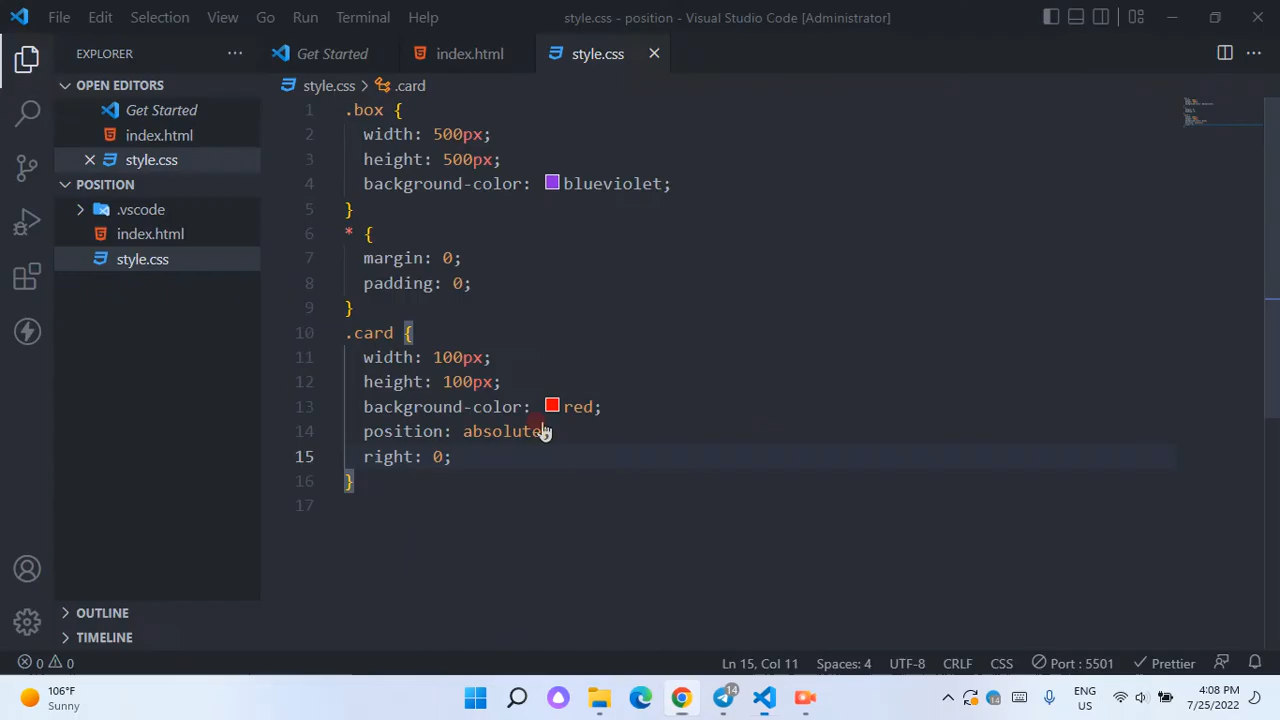 File Edit Selection View Go Run Terminal Help
style.css - position - Visual Studio Code [Administrator]
EXPLORER
Get Started
index.html
style.css
OPEN EDITORS
Get Started
index.html
style.css
POSITION
.vscode
index.html
style.css
OUTLINE
TIMELINE
style.css > .card
1 .box {
2 width: 500px;
3 height: 500px;
4 background-color: blueviolet;
5 }
6 * {
7 margin: 0;
8 padding: 0;
9 }
10 .card {
11 width: 100px;
12 height: 100px;
13 background-color: red;
14 position: absolute;
15 right: 0;
16 }
17
0 0
Ln 15, Col 11 Spaces: 4 UTF-8 CRLF CSS Port : 5501 Prettier
106°F
Sunny
14
14
ENG
US
4:08 PM
7/25/2022